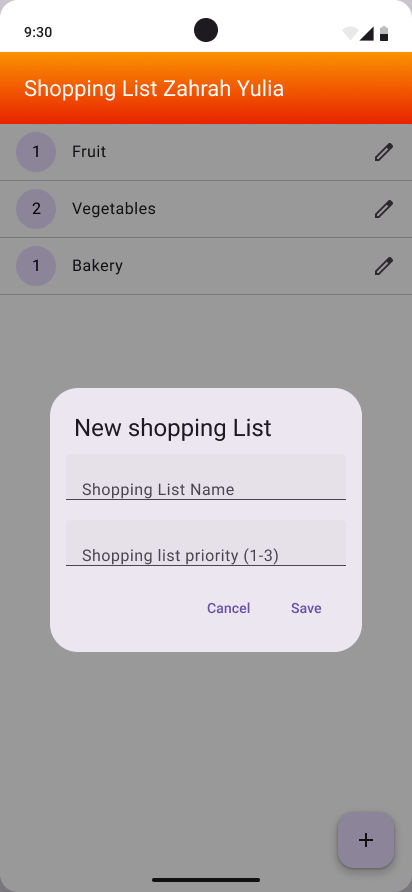 9:30
Shopping List Zahrah Yulia
1 Fruit
2 Vegetables
1 Bakery
New shopping List
Shopping List Name
Shopping list priority (1-3)
Cancel Save
+